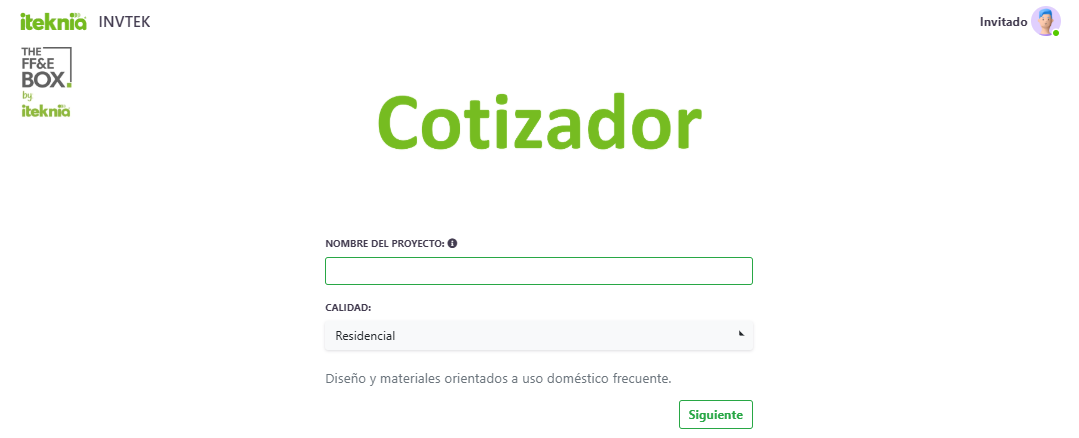 iteknia INVTEK
Invitado
THE
FF&E
BOX.
by
iteknia
Cotizador
NOMBRE DEL PROYECTO:
CALIDAD:
Residencial
Diseño y materiales orientados a uso doméstico frecuente.
Siguiente